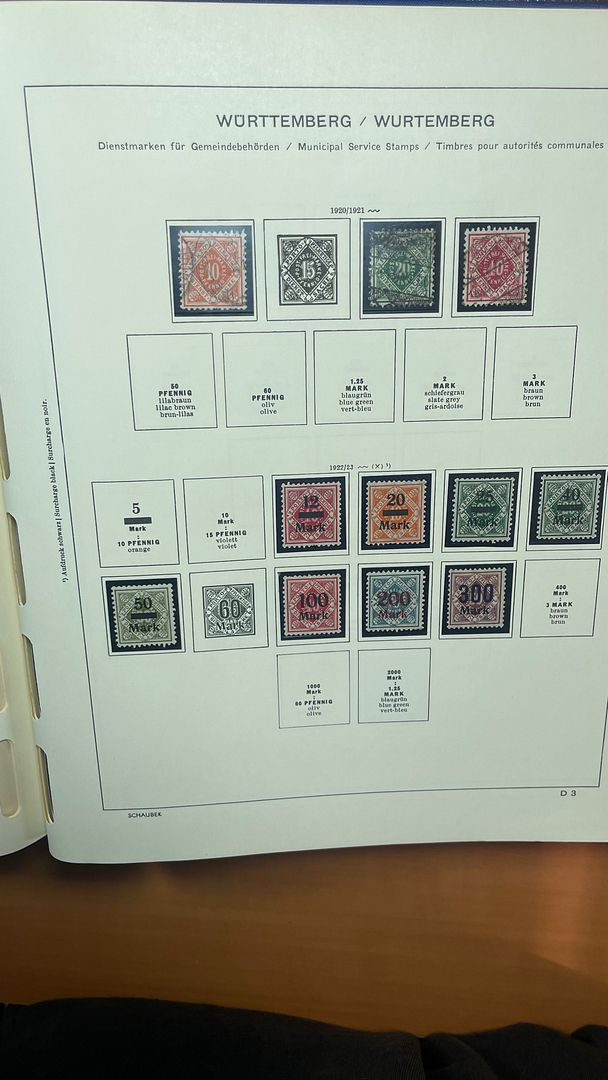 WÜRTTEMBERG / WURTEMBERG
Dienstmarken für Gemeindebehörden / Municipal Service Stamps / Timbres pour autorités communales
1920/1921
10
15
20
40
50
PFENNIG
lilabraun
lilac brown
brun-lilas
60
PFENNIG
oliv
olive
1.25
MARK
blaugrün
blue green
vert-bleu
2
MARK
schiefergrau
slate grey
gris-ardoise
3
MARK
braun
brown
brun
1922/23 (X) ¹)
5
Mark
:
10 PFENNIG
orange
10
Mark
:
15 PFENNIG
violett
violet
12
Mark
20
Mark
25
Mark
40
Mark
50
Mark
60
Mark
100
Mark
200
Mark
300
Mark
400
Mark
:
3 MARK
braun
brown
brun
1000
Mark
:
60 PFENNIG
oliv
olive
2000
Mark
:
1.25
MARK
blaugrün
blue green
vert-bleu
¹) Aufdruck schwarz | Surcharge black | Surcharge en noir.
SCHAUBEK
D 3